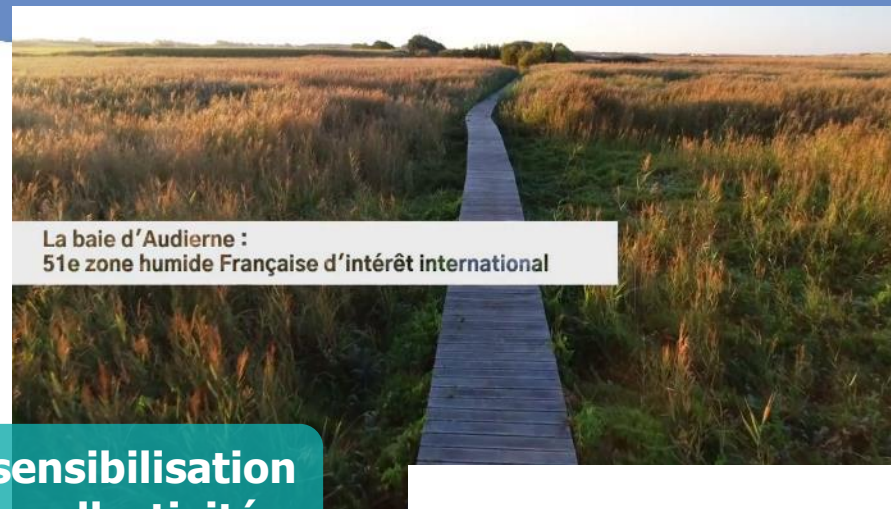 La baie d'Audierne :
51e zone humide Française d'intérêt international
sensibilisation